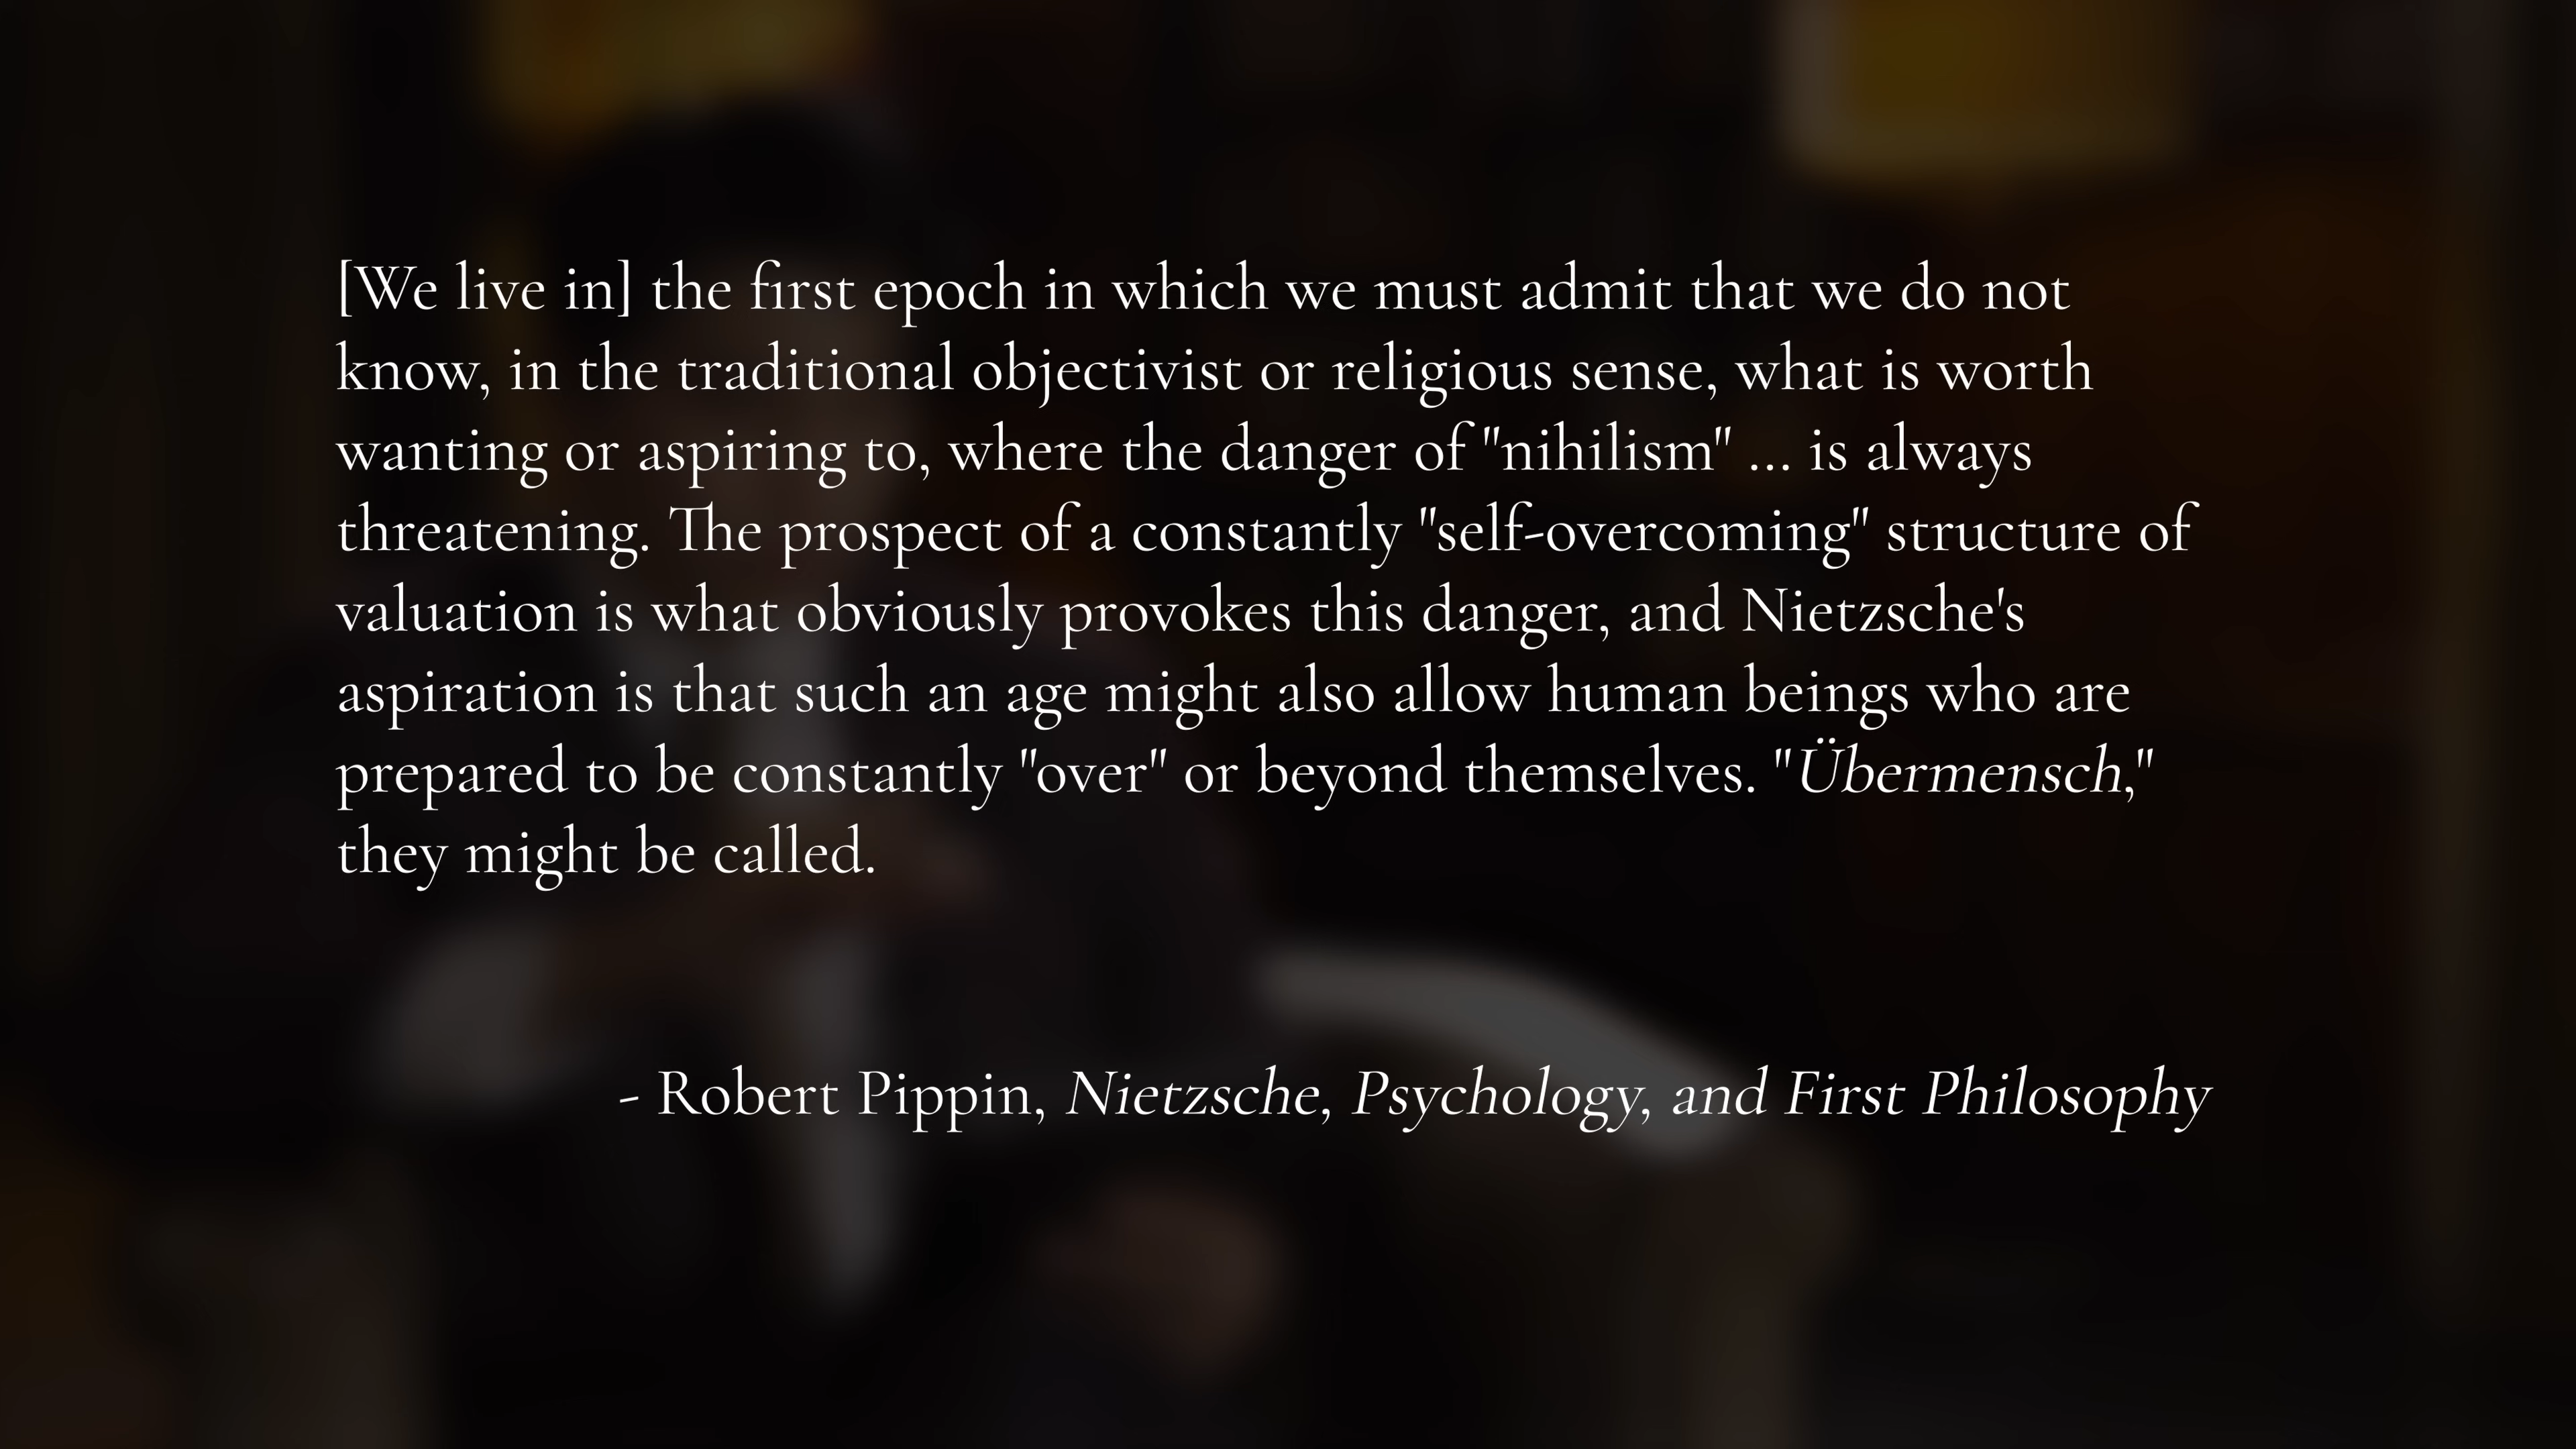 [We live in] the first epoch in which we must admit that we do not
know, in the traditional objectivist or religious sense, what is worth
wanting or aspiring to, where the danger of "nihilism" ... is always
threatening. The prospect of a constantly "self-overcoming" structure of
valuation is what obviously provokes this danger, and Nietzsche's
aspiration is that such an age might also allow human beings who are
prepared to be constantly "over" or beyond themselves. "Übermensch,"
they might be called.
- Robert Pippin, Nietzsche, Psychology, and First Philosophy